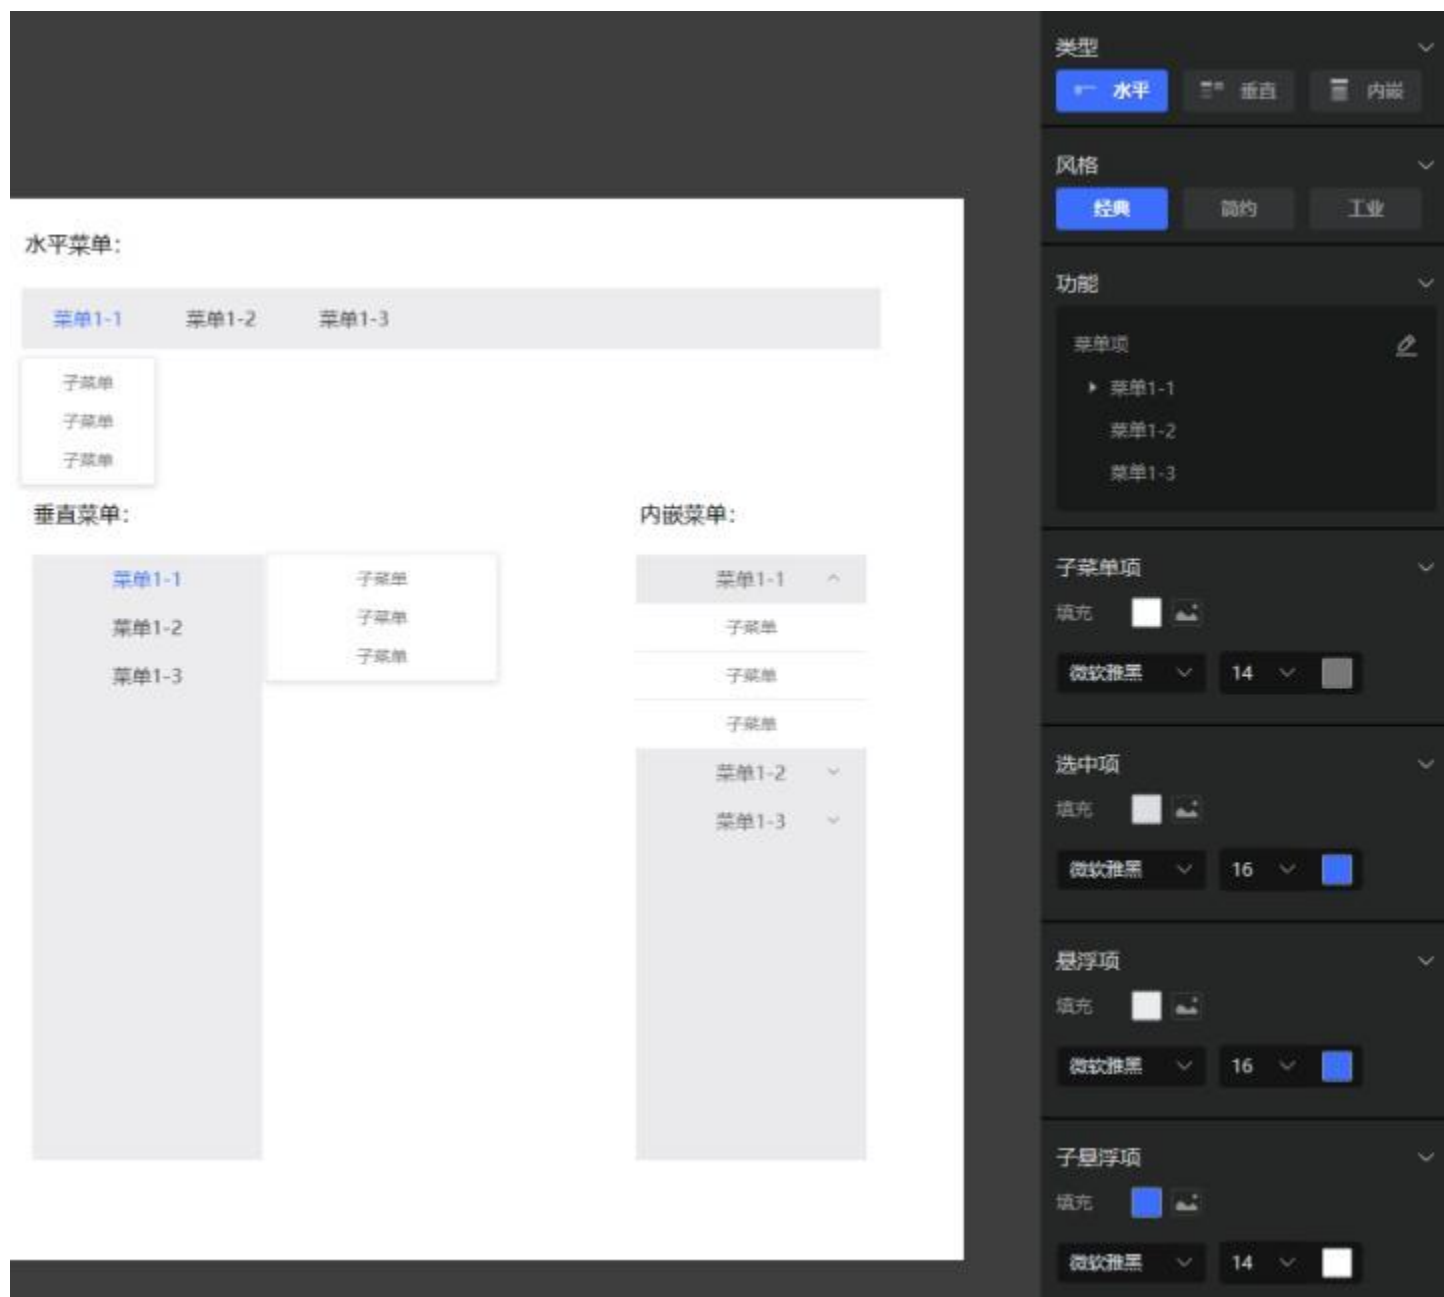 水平菜单：
菜单1-1 菜单1-2 菜单1-3
子菜单
子菜单
子菜单
垂直菜单：
菜单1-1
菜单1-2
菜单1-3
子菜单
子菜单
子菜单
内嵌菜单：
菜单1-1
子菜单
子菜单
子菜单
菜单1-2
菜单1-3
类型
水平 垂直 内嵌
风格
经典 简约 工业
功能
菜单项
菜单1-1
菜单1-2
菜单1-3
子菜单项
填充
微软雅黑 14
选中项
填充
微软雅黑 16
悬浮项
填充
微软雅黑 16
子悬浮项
填充
微软雅黑 14